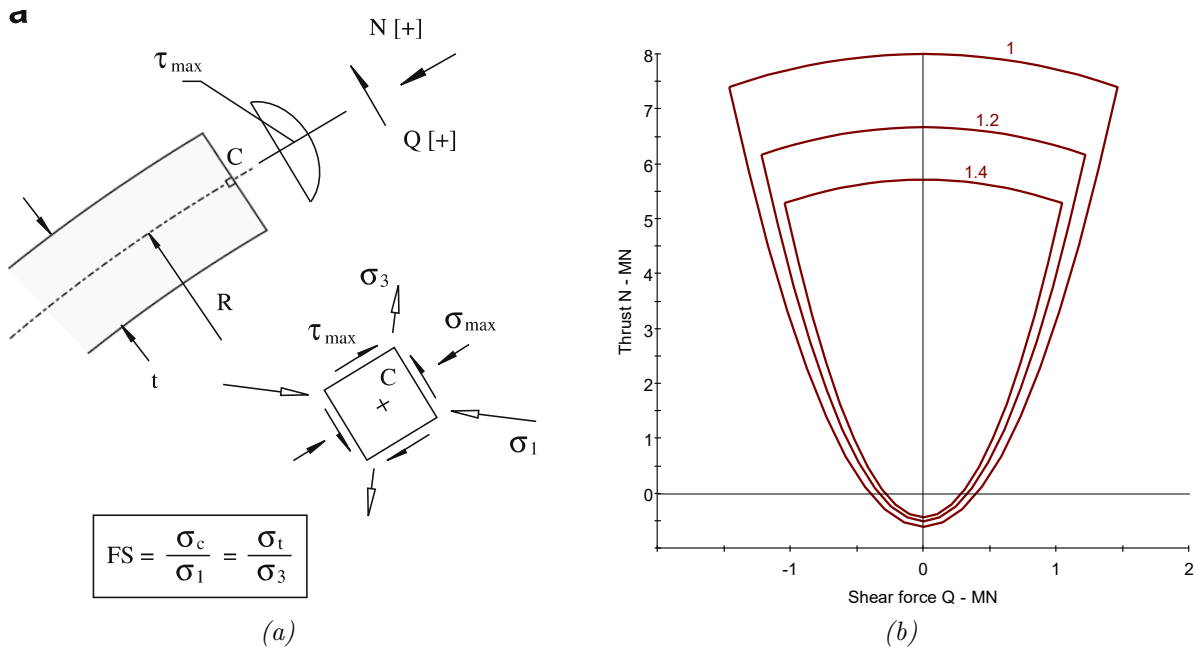 a
N [+]
τmax
Q [+]
C
R
t
σ3
τmax
σmax
C
σ1
FS = σc/σ1 = σt/σ3
(a)
1
1.2
1.4
8
7
6
5
4
3
2
1
0
Thrust N - MN
-1 0 1 2
Shear force Q - MN
(b)